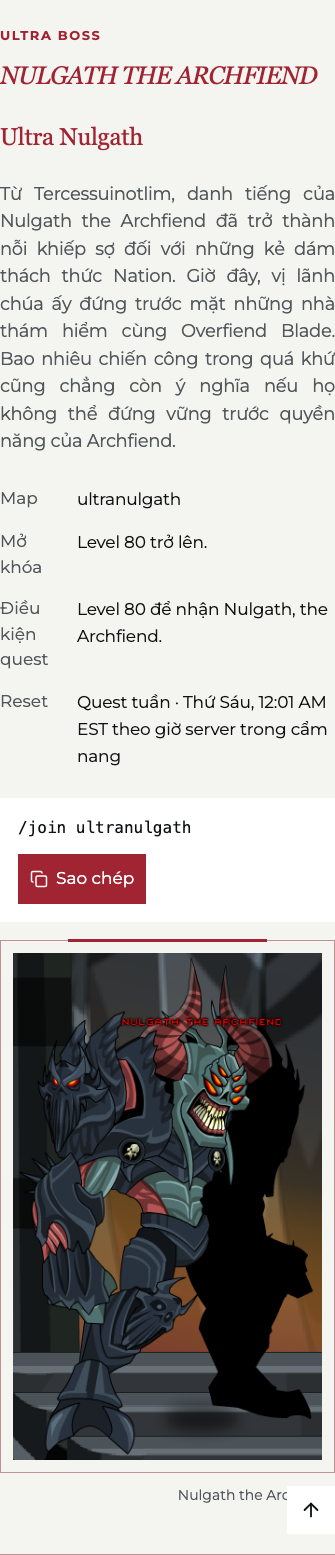 ULTRA BOSS
NULGATH THE ARCHFIEND
Ultra Nulgath
Từ Tercessuinotlim, danh tiếng của
Nulgath the Archfiend đã trở thành
nỗi khiếp sợ đối với những kẻ dám
thách thức Nation. Giờ đây, vị lãnh
chúa ấy đứng trước mặt những nhà
thám hiểm cùng Overfiend Blade.
Bao nhiêu chiến công trong quá khứ
cũng chẳng còn ý nghĩa nếu họ
không thể đứng vững trước quyền
năng của Archfiend.
Map ultranulgath
Mở Level 80 trở lên.
khóa
Điều Level 80 để nhận Nulgath, the
kiện Archfiend.
quest
Reset Quest tuần · Thứ Sáu, 12:01 AM
EST theo giờ server trong cẩm
nang
/join ultranulgath
Sao chép
NULGATH THE ARCHFIEND
Nulgath the Arc